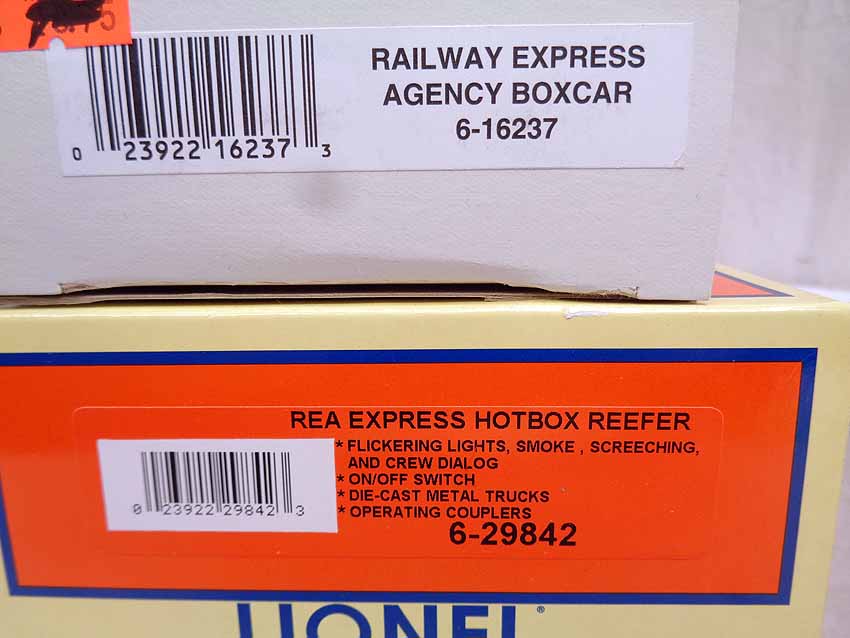 RAILWAY EXPRESS
AGENCY BOXCAR
6-16237
0 23922 16237 3
REA EXPRESS HOTBOX REEFER
* FLICKERING LIGHTS, SMOKE , SCREECHING,
AND CREW DIALOG
* ON/OFF SWITCH
* DIE-CAST METAL TRUCKS
* OPERATING COUPLERS
6-29842
0 23922 29842 3
LIONEL®